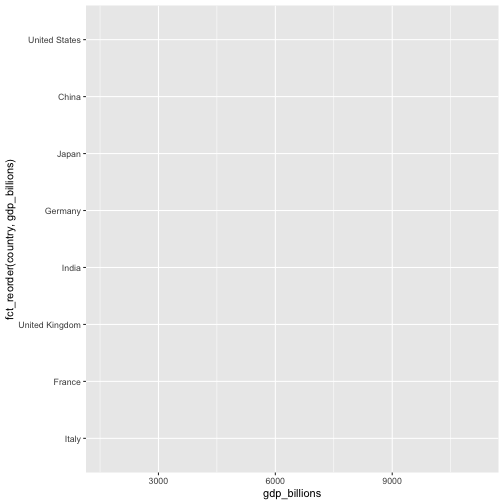 fct_reorder(country, gdp_billions)
United States
China
Japan
Germany
India
United Kingdom
France
Italy
3000
6000
9000
gdp_billions